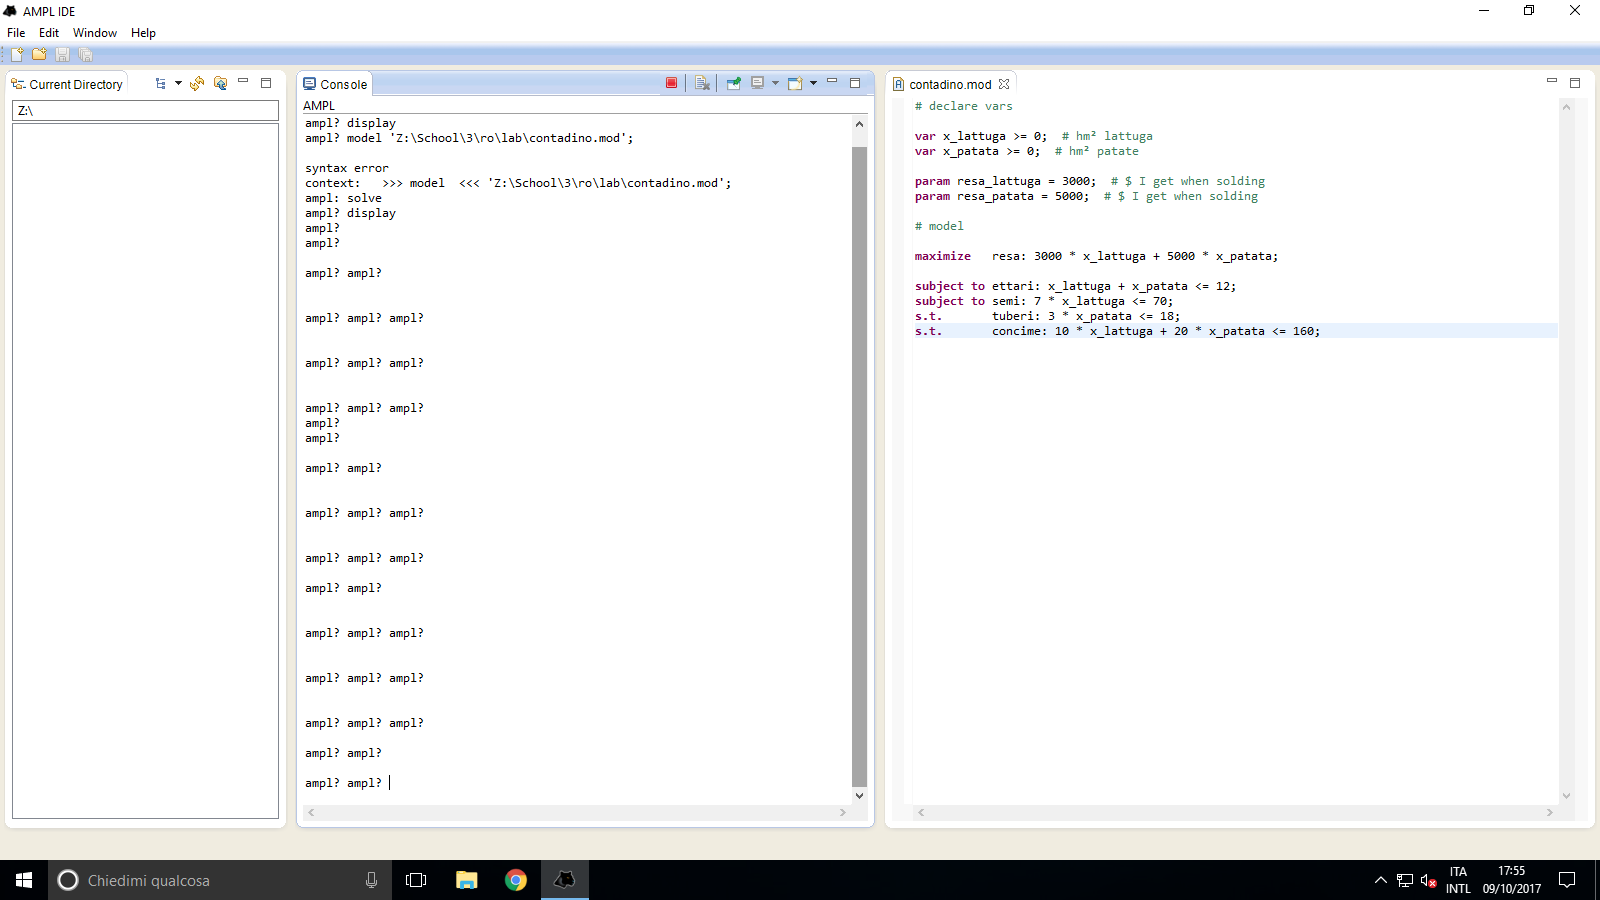 AMPL IDE
File Edit Window Help
Current Directory
Z:\
Console
AMPL
ampl? display
ampl? model 'Z:\School\3\ro\lab\contadino.mod';
syntax error
context:   >>> model  <<< 'Z:\School\3\ro\lab\contadino.mod';
ampl: solve
ampl? display
ampl?
ampl?
ampl? ampl?
ampl? ampl? ampl?
ampl? ampl? ampl?
ampl? ampl? ampl?
ampl?
ampl?
ampl? ampl?
ampl? ampl? ampl?
ampl? ampl? ampl?
ampl? ampl?
ampl? ampl? ampl?
ampl? ampl? ampl?
ampl? ampl? ampl?
ampl? ampl?
ampl? ampl?
contadino.mod
# declare vars
var x_lattuga >= 0;  # hm² lattuga
var x_patata >= 0;  # hm² patate
param resa_lattuga = 3000;  # $ I get when solding
param resa_patata = 5000;  # $ I get when solding
# model
maximize   resa: 3000 * x_lattuga + 5000 * x_patata;
subject to ettari: x_lattuga + x_patata <= 12;
subject to semi: 7 * x_lattuga <= 70;
s.t.       tuberi: 3 * x_patata <= 18;
s.t.       concime: 10 * x_lattuga + 20 * x_patata <= 160;
Chiedimi qualcosa
ITA
INTL
17:55
09/10/2017